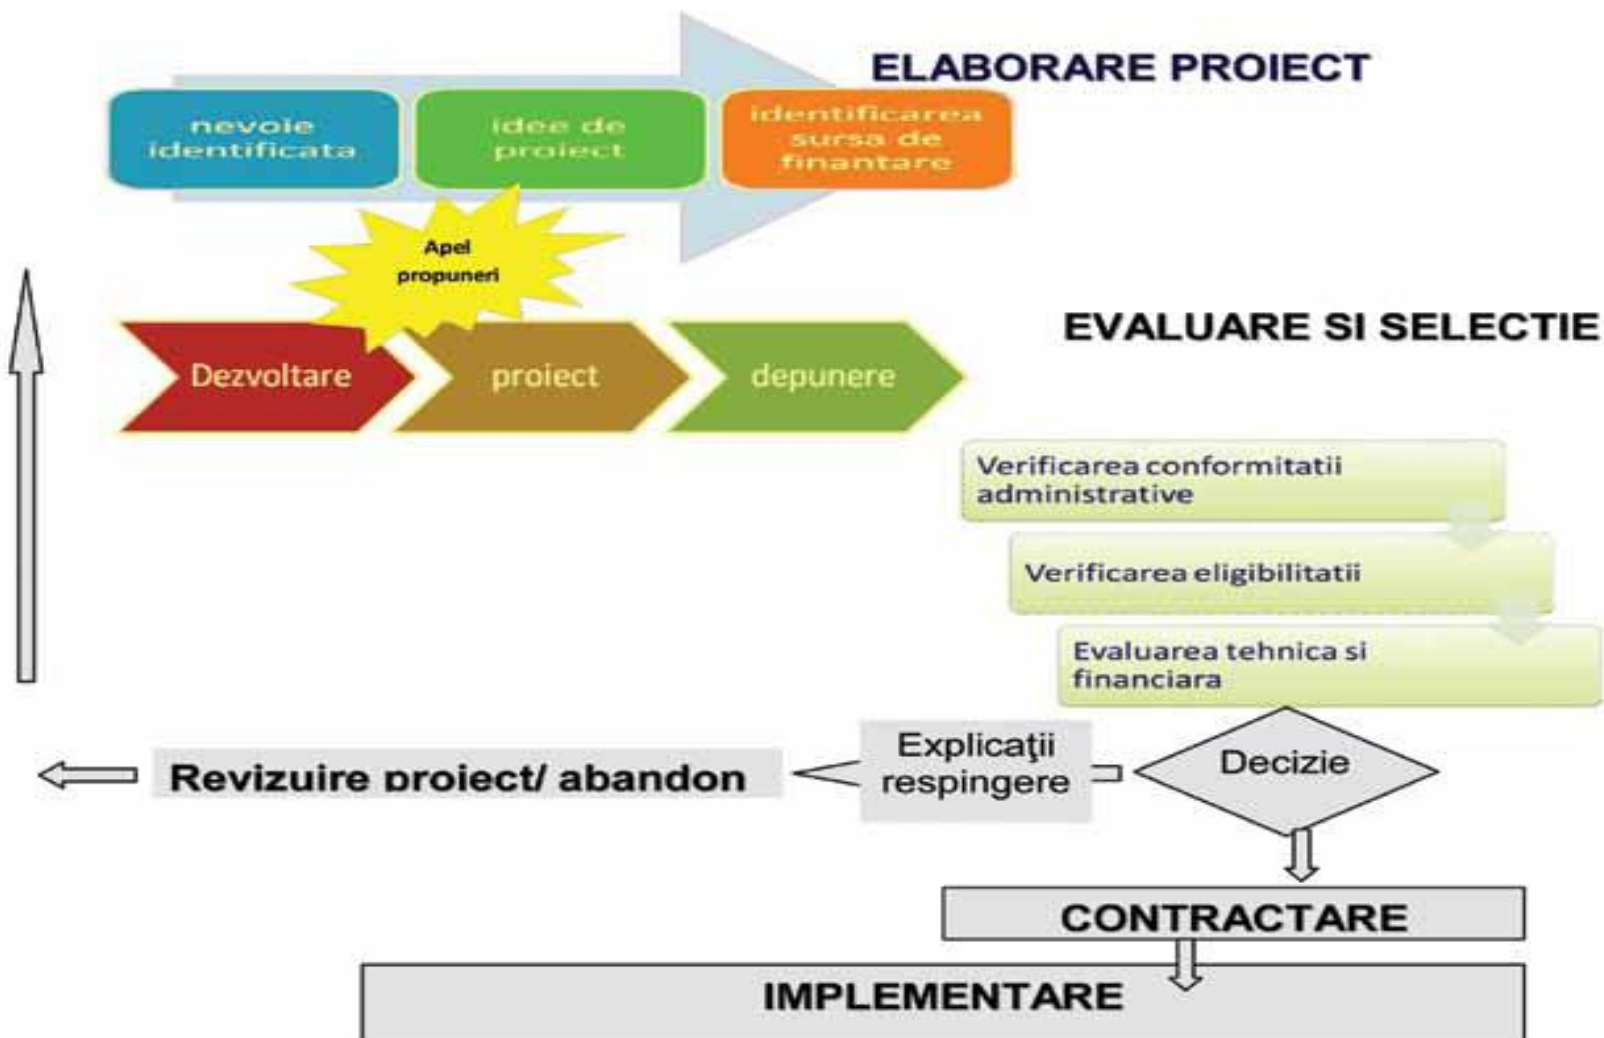 ELABORARE PROIECT
nevoie
identificata
idee de
proiect
identificarea
sursa de
finantare
Apel
propuneri
EVALUARE SI SELECTIE
Dezvoltare
proiect
depunere
Verificarea conformitatii
administrative
Verificarea eligibilitatii
Evaluarea tehnica si
financiara
Decizie
Explicaţii
respingere
Revizuire proiect/ abandon
CONTRACTARE
IMPLEMENTARE